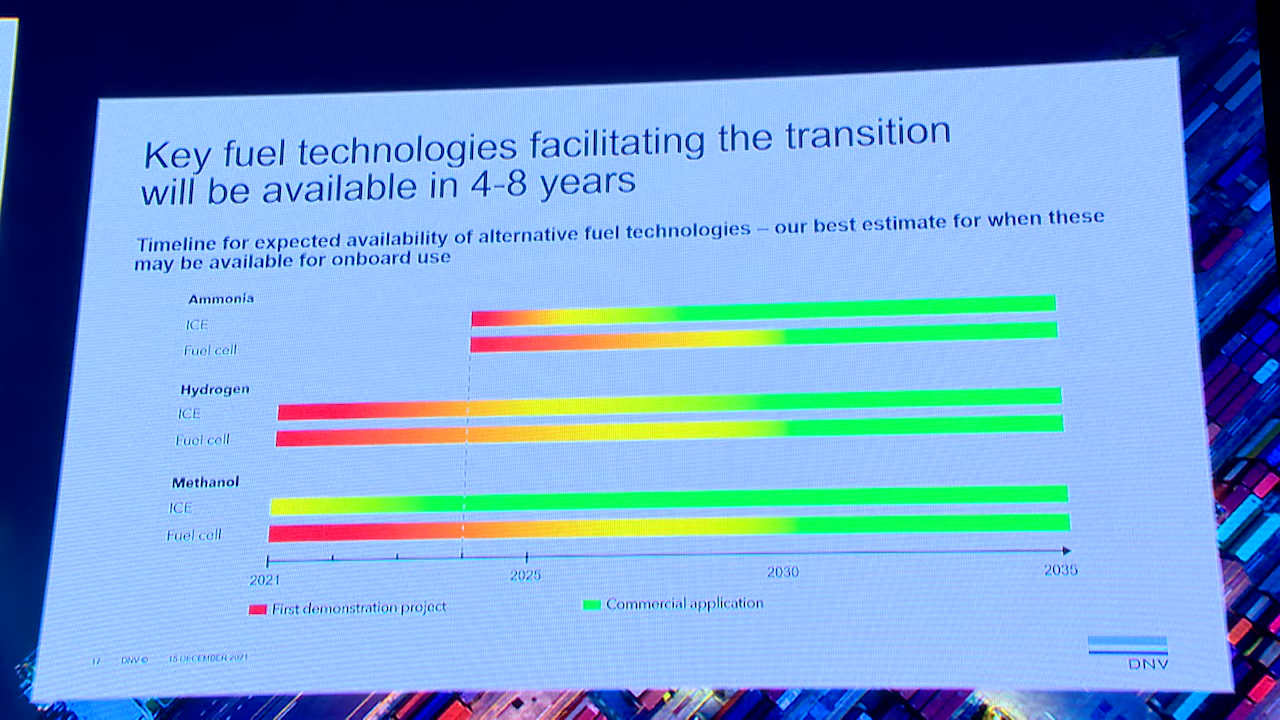 Key fuel technologies facilitating the transition
will be available in 4-8 years
Timeline for expected availability of alternative fuel technologies – our best estimate for when these
may be available for onboard use
Ammonia
ICE
Fuel cell
Hydrogen
ICE
Fuel cell
Methanol
ICE
Fuel cell
2021 2025 2030 2035
First demonstration project Commercial application
17 DNV © 15 DECEMBER 2021
DNV